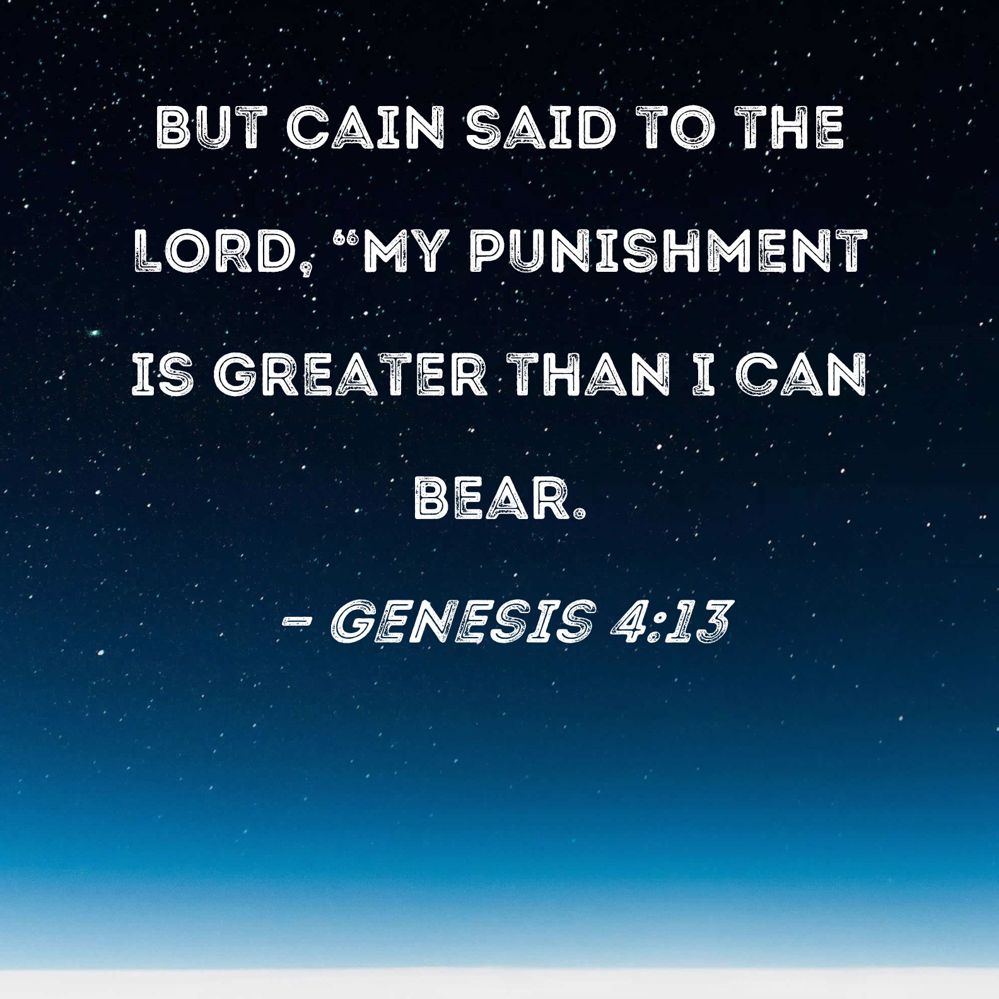 BUT CAIN SAID TO THE
LORD, “MY PUNISHMENT
IS GREATER THAN I CAN
BEAR.
– GENESIS 4:13